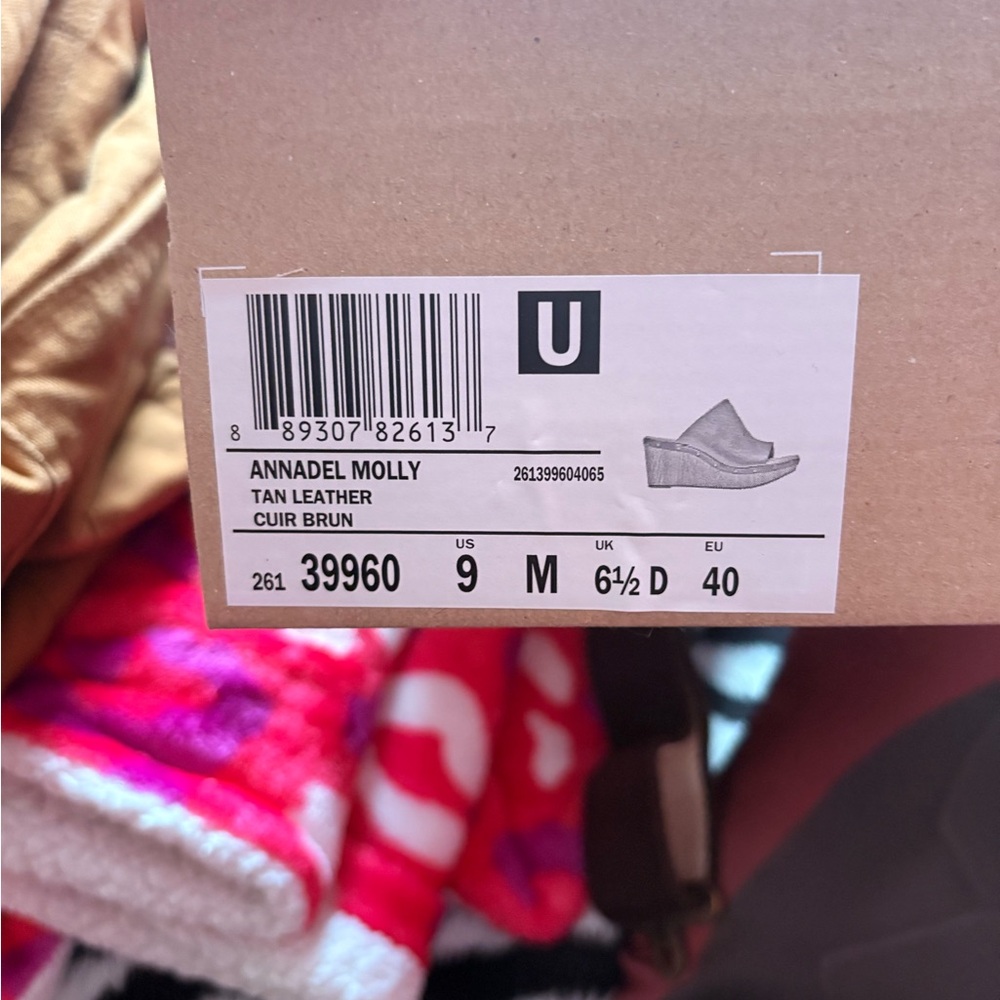 U
8 89307 82613 7
ANNADEL MOLLY 261399604065
TAN LEATHER
CUIR BRUN
US UK EU
261 39960 9 M 6½ D 40